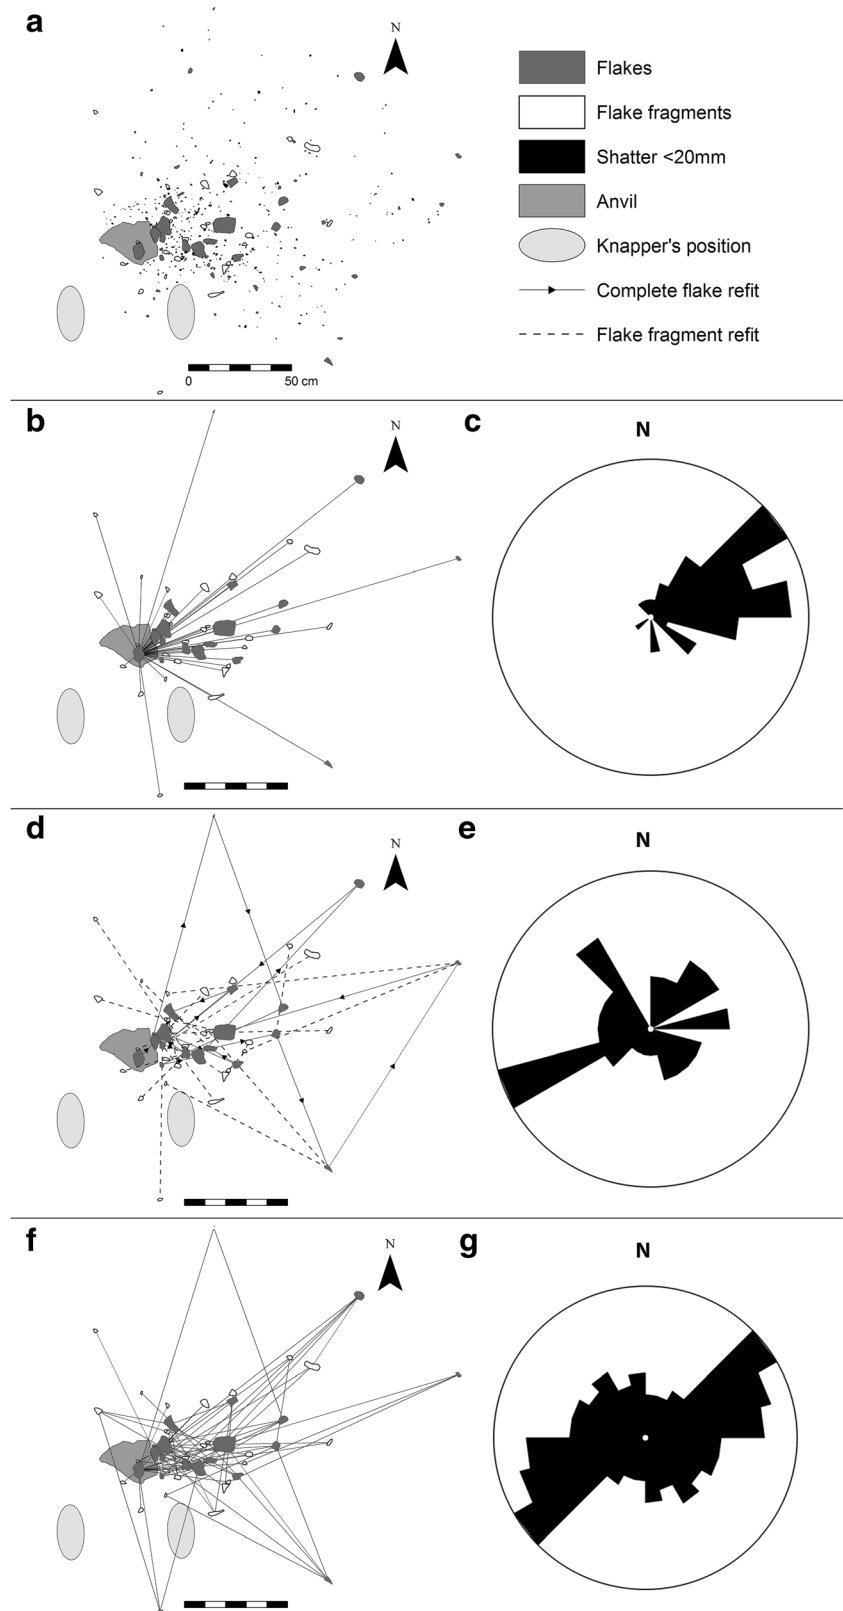 a
N
Flakes
Flake fragments
Shatter <20mm
Anvil
Knapper's position
Complete flake refit
Flake fragment refit
0 50 cm
b
N
c
N
d
N
e
N
f
N
g
N